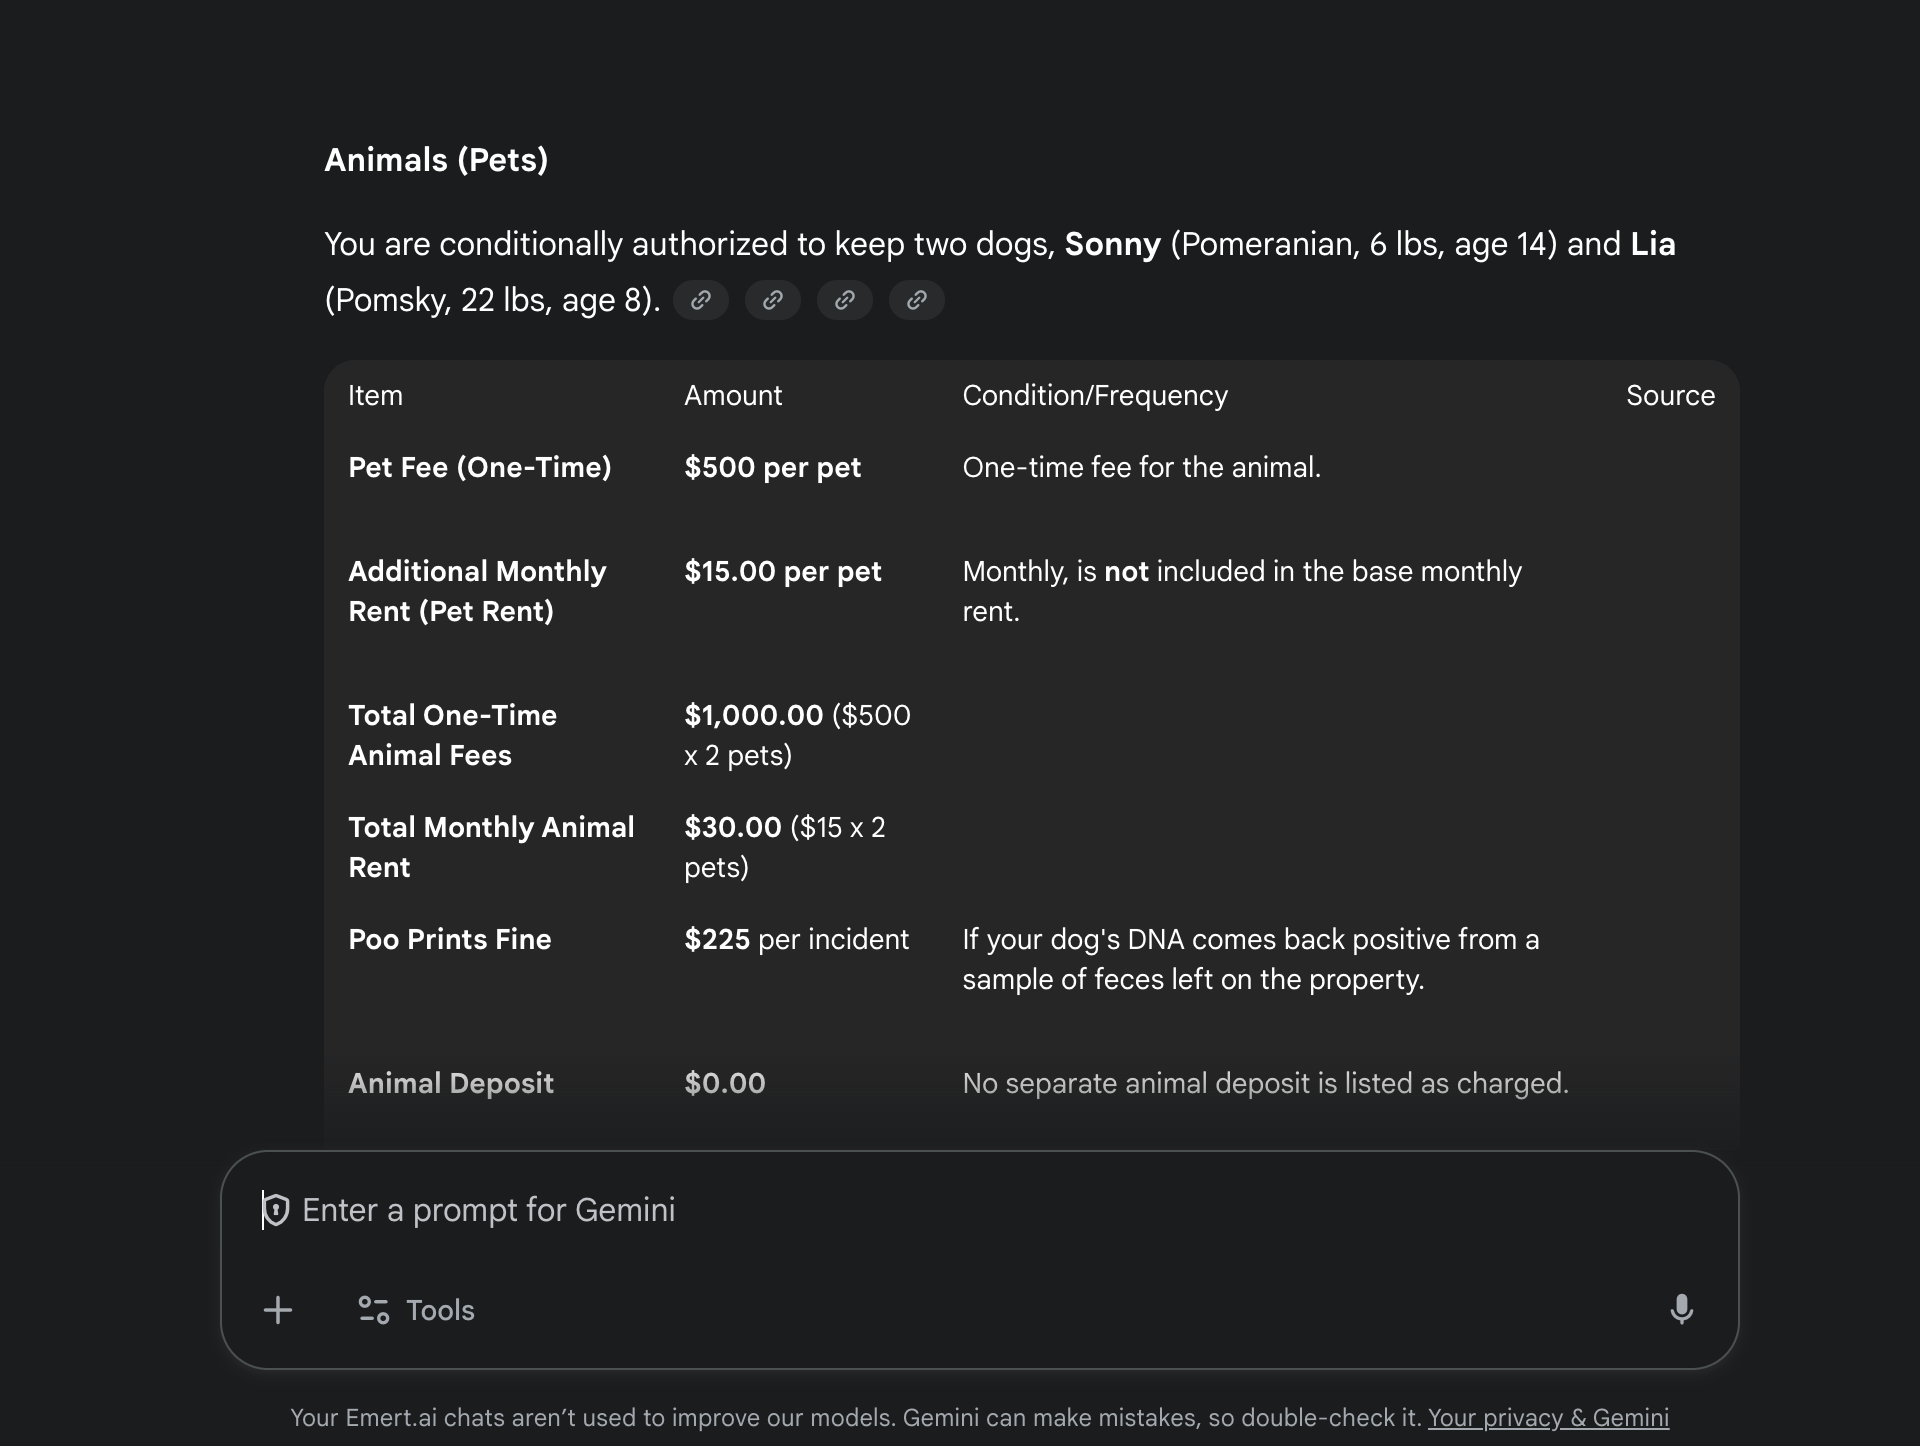 Animals (Pets)
You are conditionally authorized to keep two dogs, Sonny (Pomeranian, 6 lbs, age 14) and Lia
(Pomsky, 22 lbs, age 8).
Item Amount Condition/Frequency Source
Pet Fee (One-Time) $500 per pet One-time fee for the animal.
Additional Monthly $15.00 per pet Monthly, is not included in the base monthly
Rent (Pet Rent) rent.
Total One-Time $1,000.00 ($500
Animal Fees x 2 pets)
Total Monthly Animal $30.00 ($15 x 2
Rent pets)
Poo Prints Fine $225 per incident If your dog's DNA comes back positive from a
sample of feces left on the property.
Animal Deposit $0.00 No separate animal deposit is listed as charged.
Enter a prompt for Gemini
Tools
Your Emert.ai chats aren’t used to improve our models. Gemini can make mistakes, so double-check it. Your privacy & Gemini